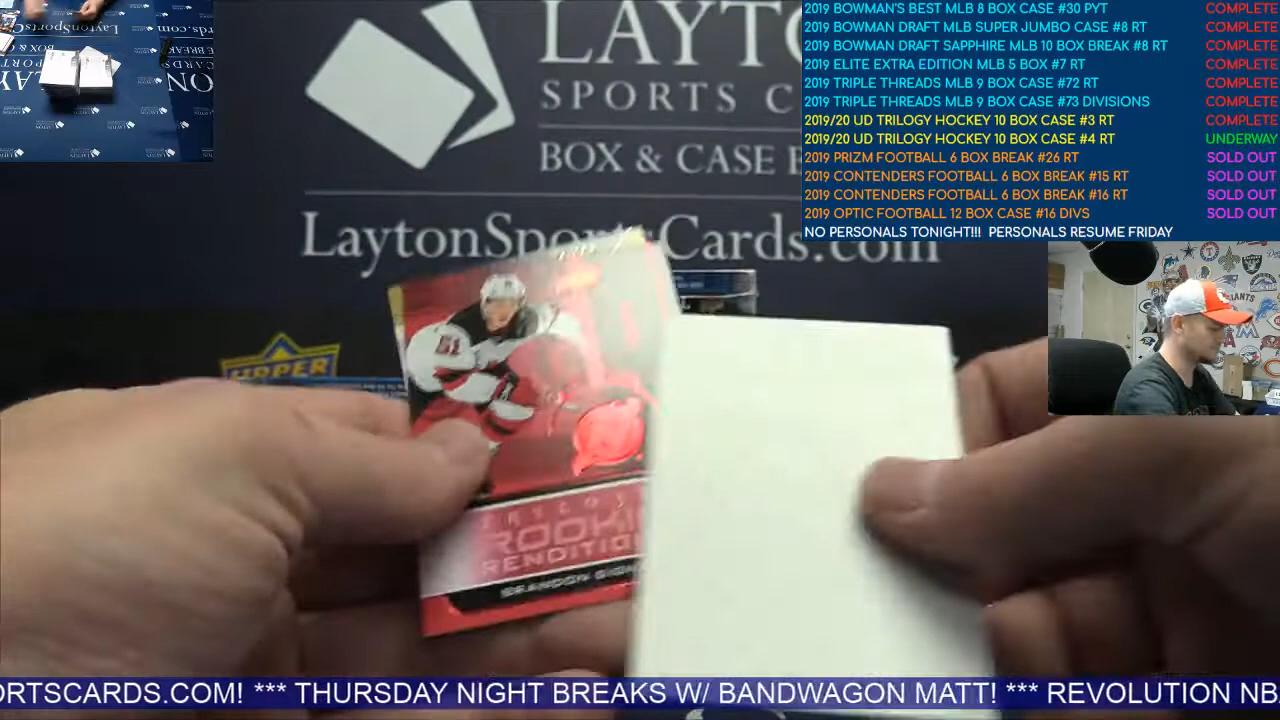 2019 BOWMAN'S BEST MLB 8 BOX CASE #30 PYT COMPLETE
2019 BOWMAN DRAFT MLB SUPER JUMBO CASE #8 RT COMPLETE
2019 BOWMAN DRAFT SAPPHIRE MLB 10 BOX BREAK #8 RT COMPLETE
2019 ELITE EXTRA EDITION MLB 5 BOX #7 RT COMPLETE
2019 TRIPLE THREADS MLB 9 BOX CASE #72 RT COMPLETE
2019 TRIPLE THREADS MLB 9 BOX CASE #73 DIVISIONS COMPLETE
2019/20 UD TRILOGY HOCKEY 10 BOX CASE #3 RT COMPLETE
2019/20 UD TRILOGY HOCKEY 10 BOX CASE #4 RT UNDERWAY
2019 PRIZM FOOTBALL 6 BOX BREAK #26 RT SOLD OUT
2019 CONTENDERS FOOTBALL 6 BOX BREAK #15 RT SOLD OUT
2019 CONTENDERS FOOTBALL 6 BOX BREAK #16 RT SOLD OUT
2019 OPTIC FOOTBALL 12 BOX CASE #16 DIVS SOLD OUT
NO PERSONALS TONIGHT!!! PERSONALS RESUME FRIDAY
LAYTO
SPORTS C
BOX & CASE
LaytonSportsCards.com
UPPER
51
ROOKI
RENDITIO
BRANDON
ORTSCARDS.COM! *** THURSDAY NIGHT BREAKS W/ BANDWAGON MATT! *** REVOLUTION NB